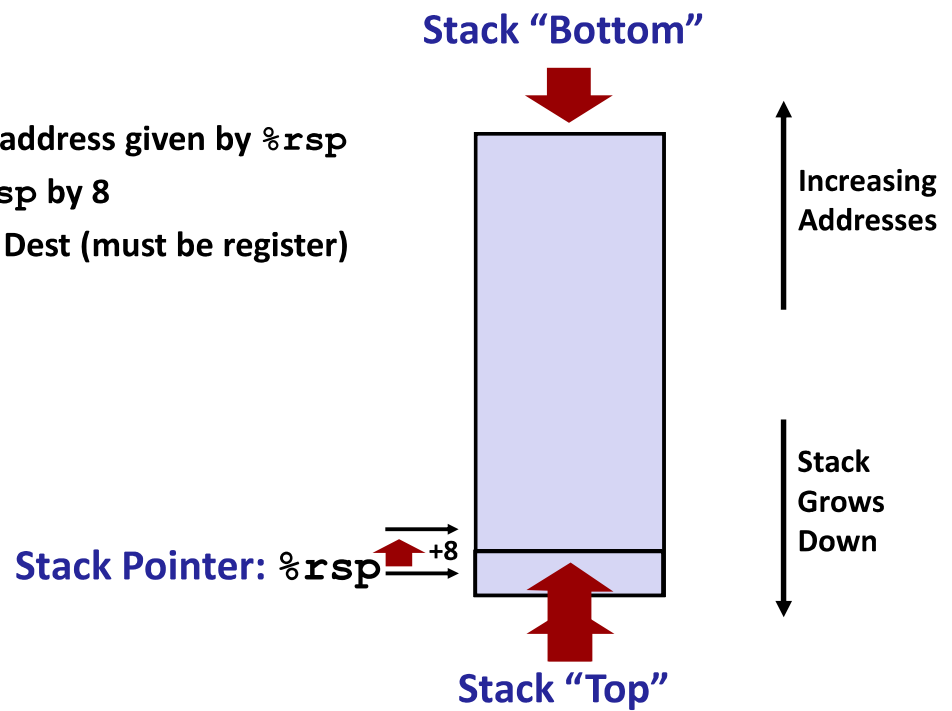 Stack “Bottom”
address given by %rsp
sp by 8
Dest (must be register)
Increasing
Addresses
Stack
Grows
Down
+8
Stack Pointer: %rsp
Stack “Top”